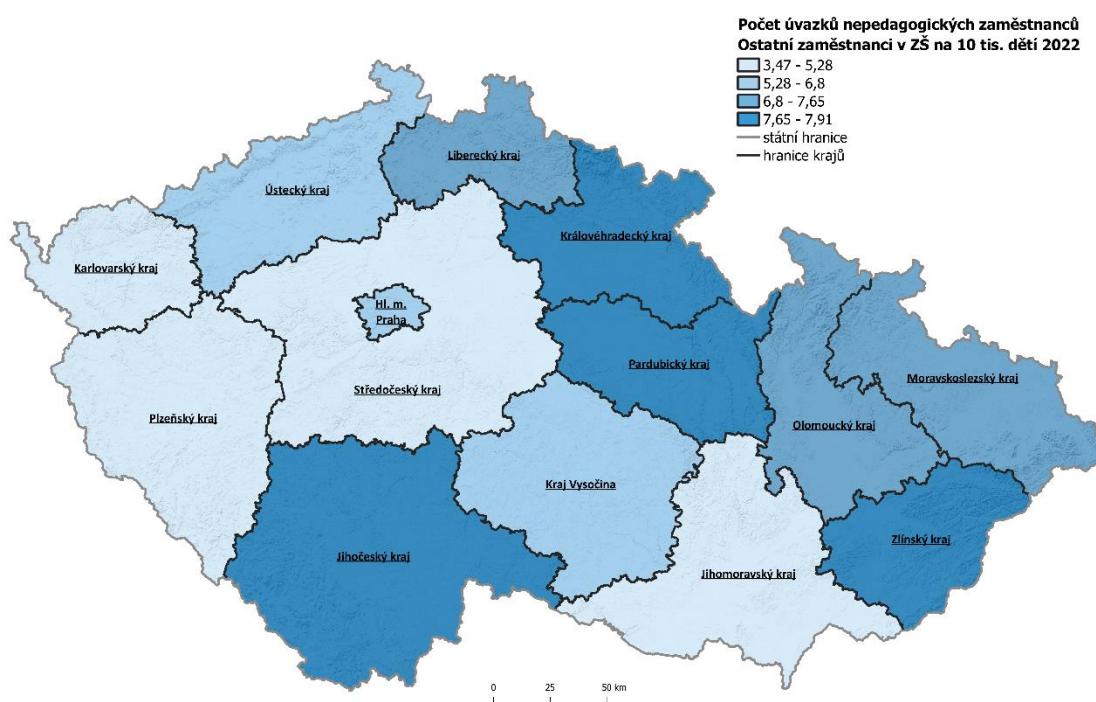 Počet úvazků nepedagogických zaměstnanců
Ostatní zaměstnanci v ZŠ na 10 tis. dětí 2022
3,47 - 5,28
5,28 - 6,8
6,8 - 7,65
7,65 - 7,91
státní hranice
hranice krajů
Liberecký kraj
Ústecký kraj
Královéhradecký kraj
Karlovarský kraj
Hl. m.
Praha
Pardubický kraj
Moravskoslezský kraj
Středočeský kraj
Plzeňský kraj
Olomoucký kraj
Kraj Vysočina
Zlínský kraj
Jihočeský kraj
Jihomoravský kraj
0 25 50 km